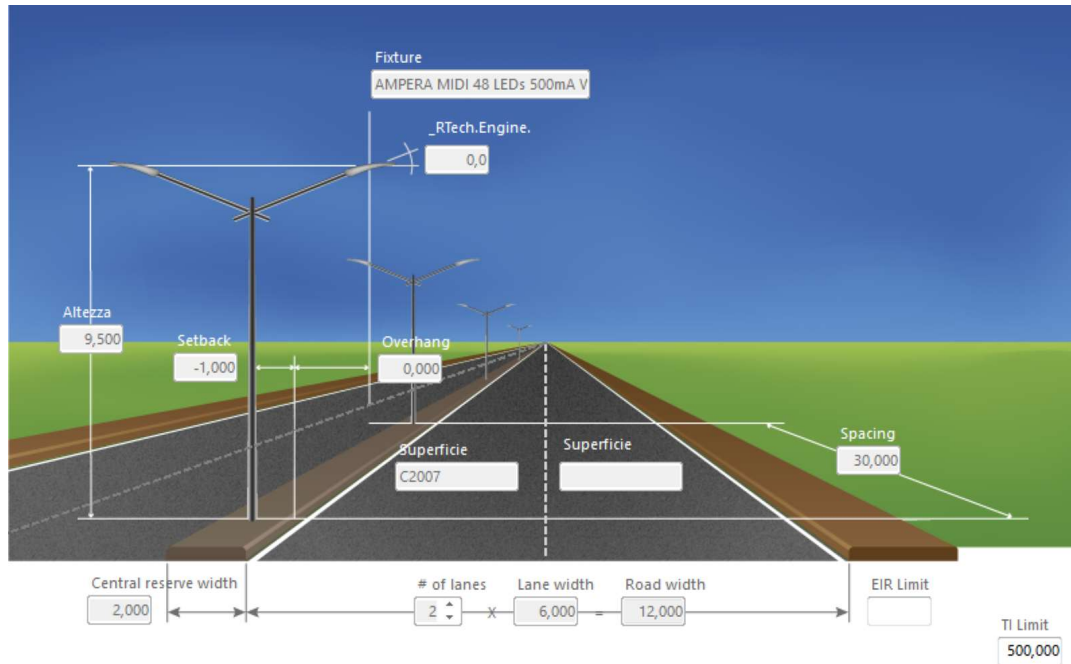 Fixture
AMPERA MIDI 48 LEDs 500mA V
_RTech.Engine.
0,0
Altezza
9,500
Setback
-1,000
Overhang
0,000
Spacing
30,000
Superficie
C2007
Superficie
Central reserve width
2,000
# of lanes
2
X
Lane width
6,000
=
Road width
12,000
EIR Limit
TI Limit
500,000